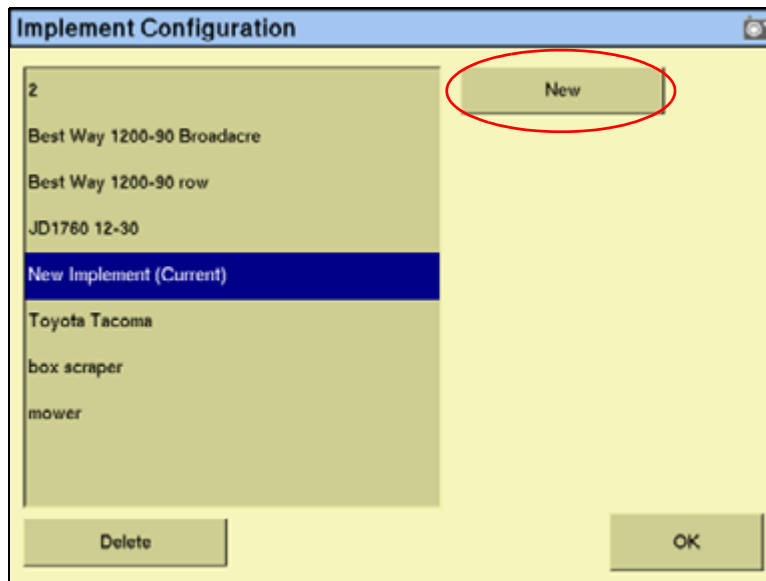 Implement Configuration
2
New
Best Way 1200-90 Broadacre
Best Way 1200-90 row
JD1760 12-30
New Implement (Current)
Toyota Tacoma
box scraper
mower
Delete
OK